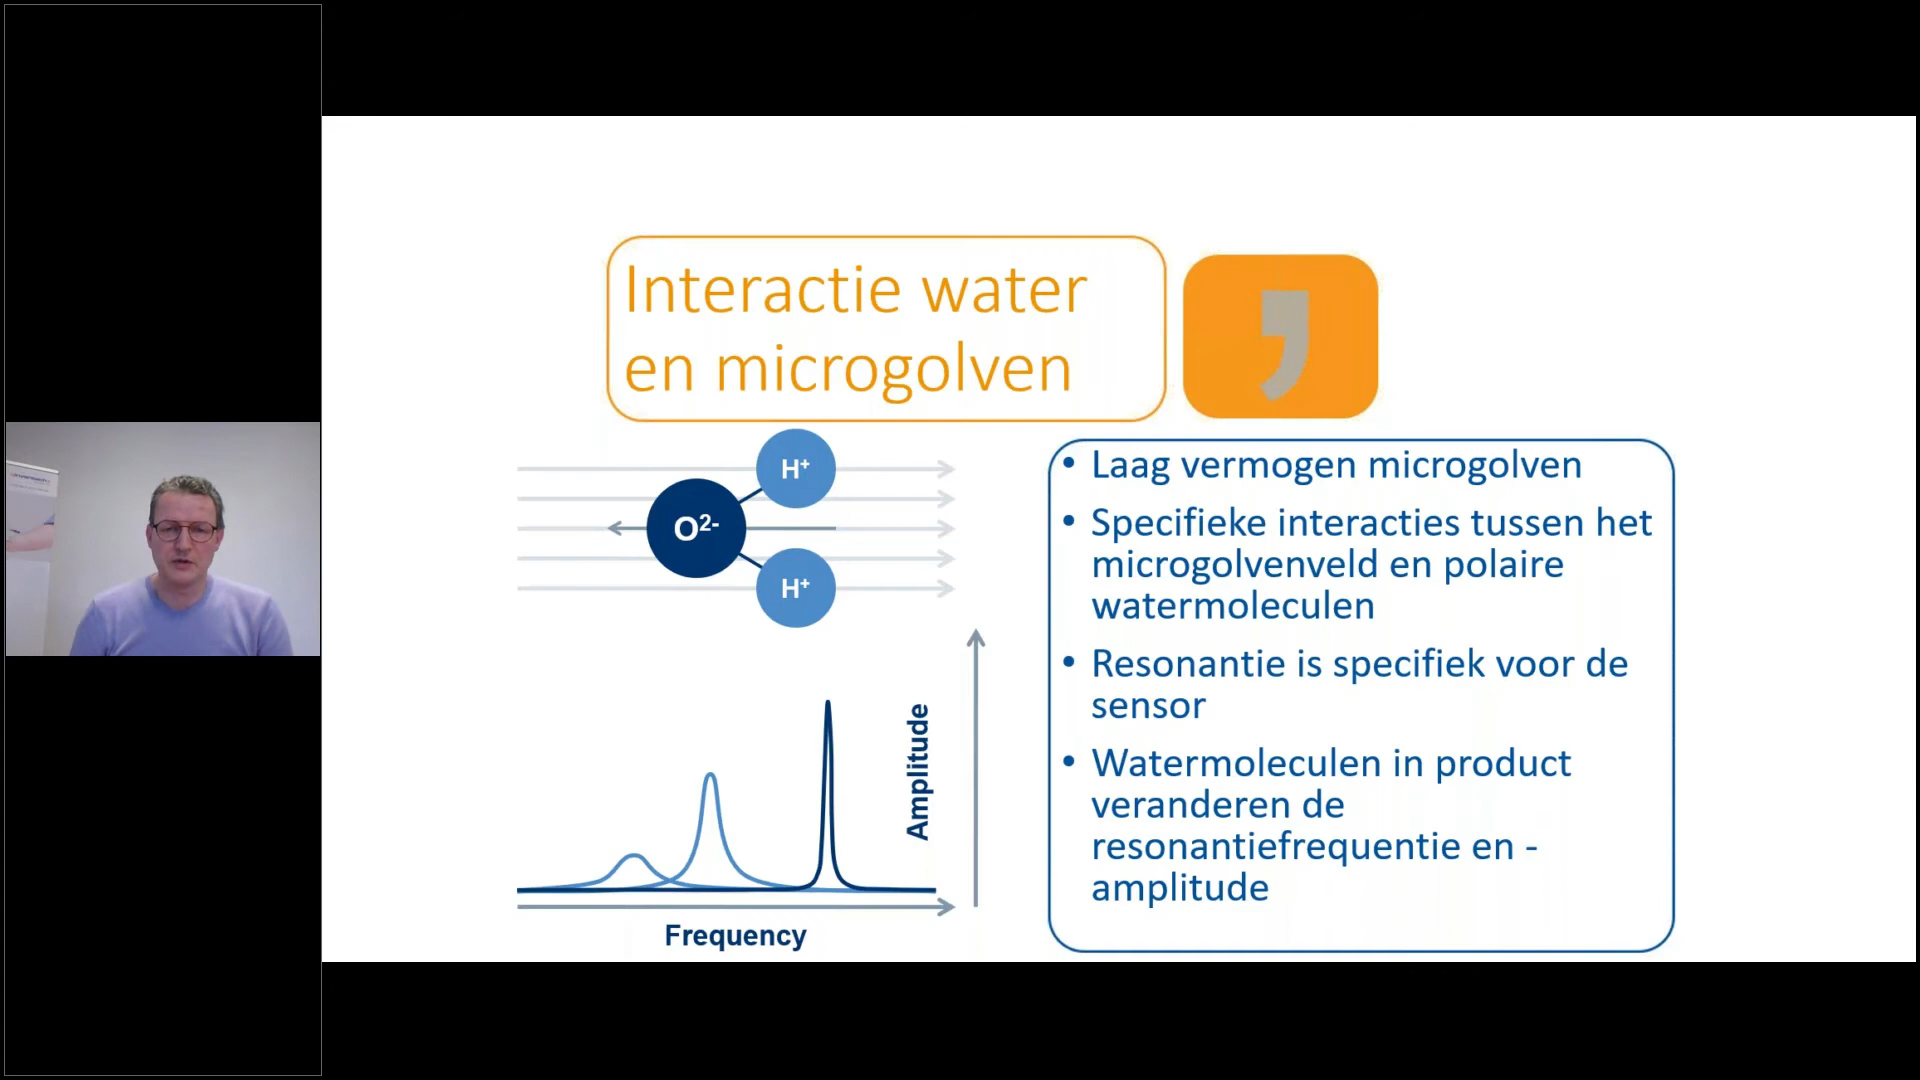 Interactie water
en microgolven
,
H⁺
O²⁻
H⁺
Amplitude
Frequency
• Laag vermogen microgolven
• Specifieke interacties tussen het
microgolvenveld en polaire
watermoleculen
• Resonantie is specifiek voor de
sensor
• Watermoleculen in product
veranderen de
resonantiefrequentie en -
amplitude